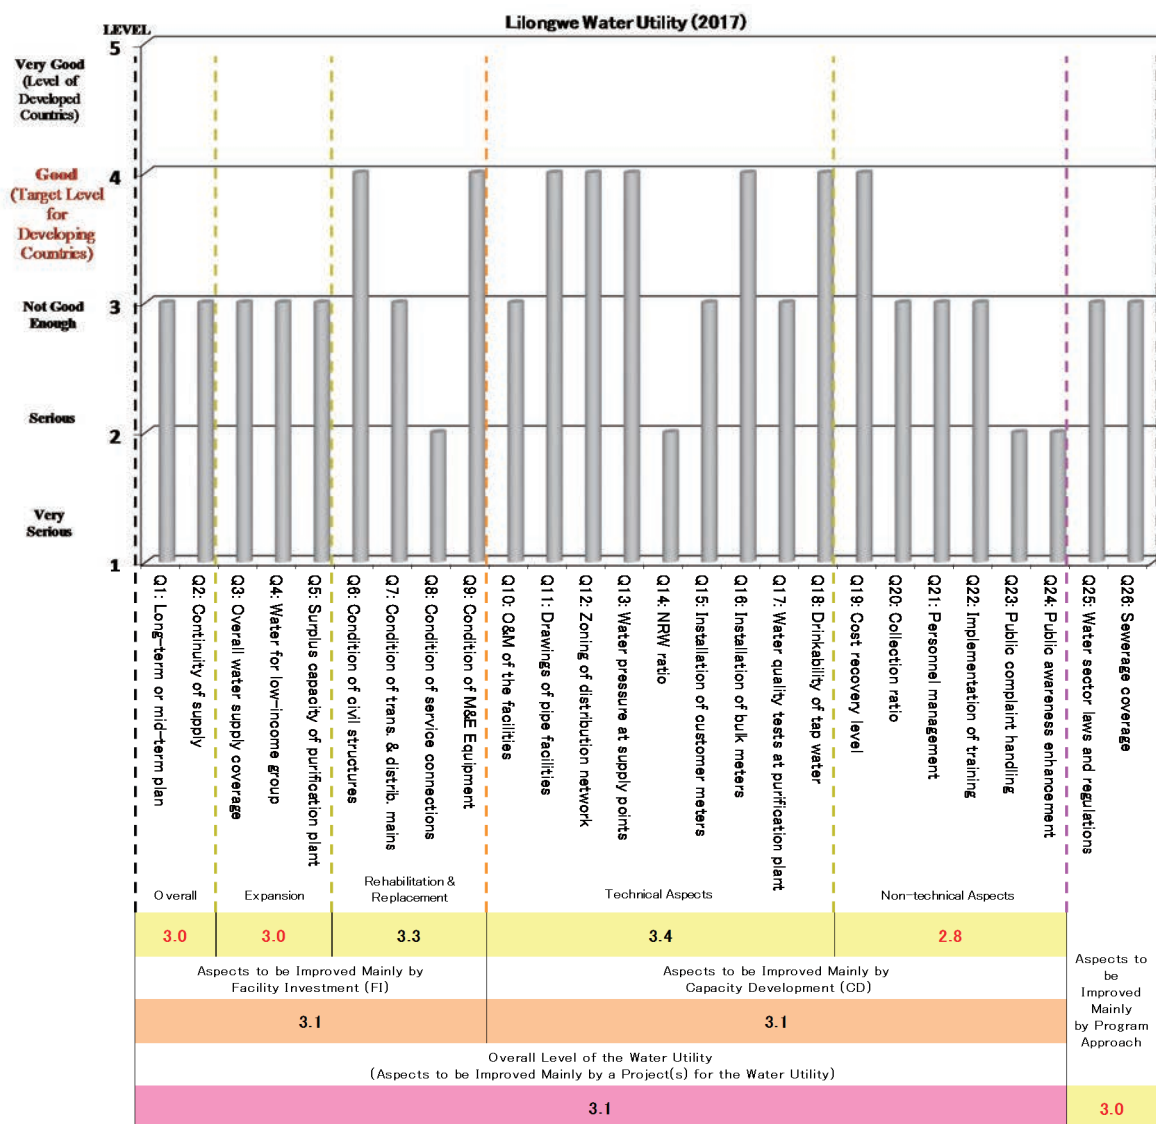 Lilongwe Water Utility (2017)
LEVEL
5
Very Good
(Level of
Developed
Countries)
4
Good
(Target Level
for
Developing
Countries)
3
Not Good
Enough
Serious
2
Very
Serious
1
Q1: Long-term or mid-term plan
Q2: Continuity of supply
Q3: Overall water supply coverage
Q4: Water for low-income group
Q5: Surplus capacity of purification plant
Q6: Condition of civil structures
Q7: Condition of trans. & distrib. mains
Q8: Condition of service connections
Q9: Condition of M&E Equipment
Q10: O&M of the facilities
Q11: Drawings of pipe facilities
Q12: Zoning of distribution network
Q13: Water pressure at supply points
Q14: NRW ratio
Q15: Installation of customer meters
Q16: Installation of bulk meters
Q17: Water quality tests at purification plant
Q18: Drinkability of tap water
Q19: Cost recovery level
Q20: Collection ratio
Q21: Personnel management
Q22: Implementation of training
Q23: Public complaint handling
Q24: Public awareness enhancement
Q25: Water sector laws and regulations
Q26: Sewerage coverage
Overall
Expansion
Rehabilitation &
Replacement
Technical Aspects
Non-technical Aspects
3.0
3.0
3.3
3.4
2.8
Aspects to be Improved Mainly by
Facility Investment (FI)
Aspects to be Improved Mainly by
Capacity Development (CD)
3.1
3.1
Aspects to
be
Improved
Mainly
by Program
Approach
Overall Level of the Water Utility
(Aspects to be Improved Mainly by a Project(s) for the Water Utility)
3.1
3.0